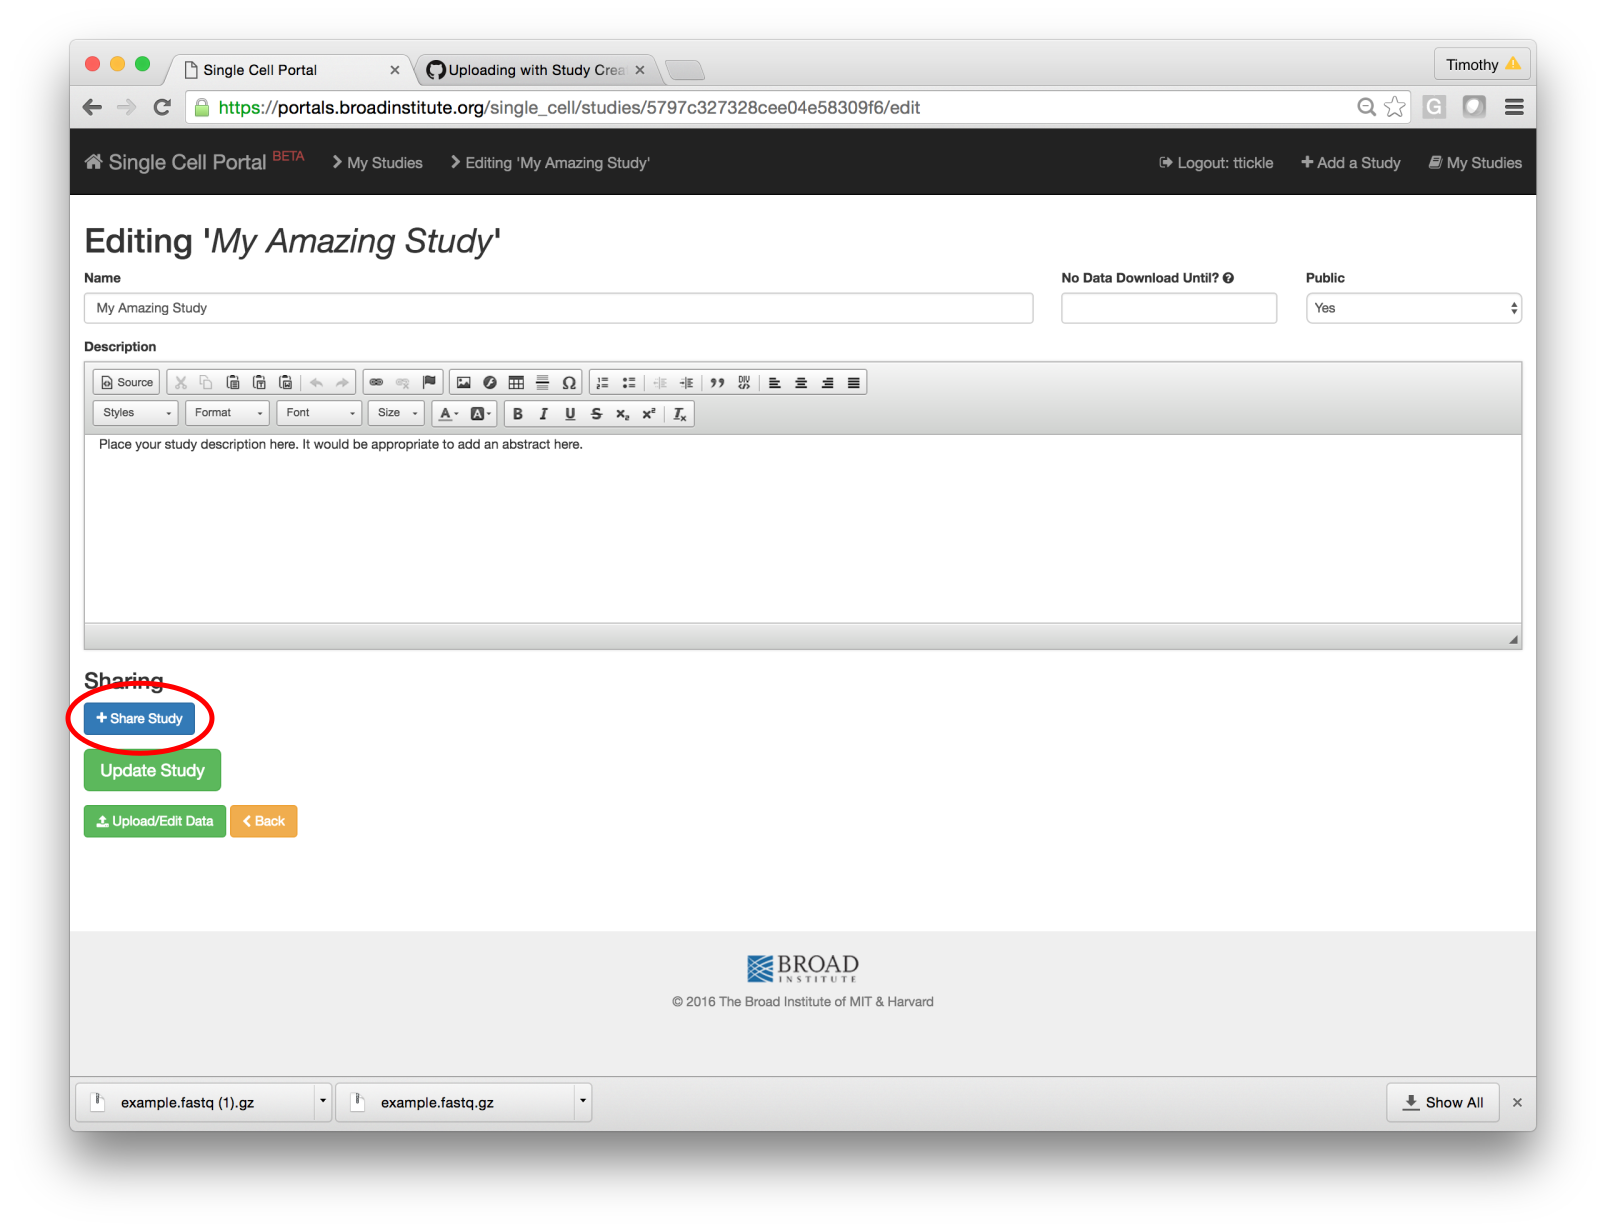 Single Cell Portal
Uploading with Study Crea
Timothy
https://portals.broadinstitute.org/single_cell/studies/5797c327328cee04e58309f6/edit
G
Single Cell Portal BETA
My Studies
Editing 'My Amazing Study'
Logout: ttickle
Add a Study
My Studies
Editing 'My Amazing Study'
Name
No Data Download Until?
Public
My Amazing Study
Yes
Description
Source
Styles
Format
Font
Size
Place your study description here. It would be appropriate to add an abstract here.
Sharing
+ Share Study
Update Study
Upload/Edit Data
Back
BROAD
INSTITUTE
© 2016 The Broad Institute of MIT & Harvard
example.fastq (1).gz
example.fastq.gz
Show All